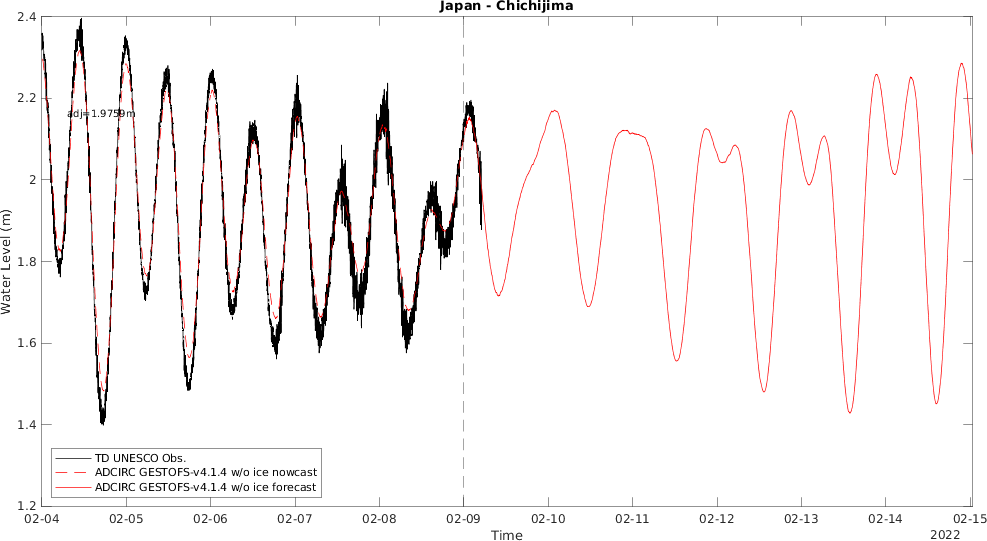 Japan - Chichijima
2.4
2.2
2
1.8
1.6
1.4
1.2
Water Level (m)
adj=1.9759m
TD UNESCO Obs.
ADCIRC GESTOFS-v4.1.4 w/o ice nowcast
ADCIRC GESTOFS-v4.1.4 w/o ice forecast
02-04 02-05 02-06 02-07 02-08 02-09 02-10 02-11 02-12 02-13 02-14 02-15
Time
2022